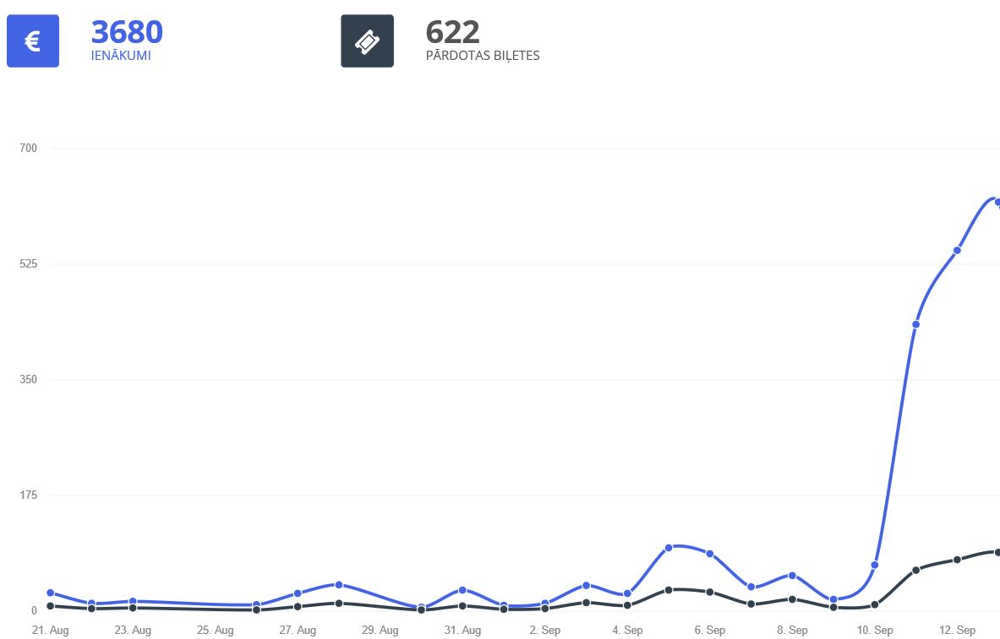 € 3680
IENĀKUMI
622
PĀRDOTAS BIĻETES
700
525
350
175
0
21. Aug 23. Aug 25. Aug 27. Aug 29. Aug 31. Aug 2. Sep 4. Sep 6. Sep 8. Sep 10. Sep 12. Sep